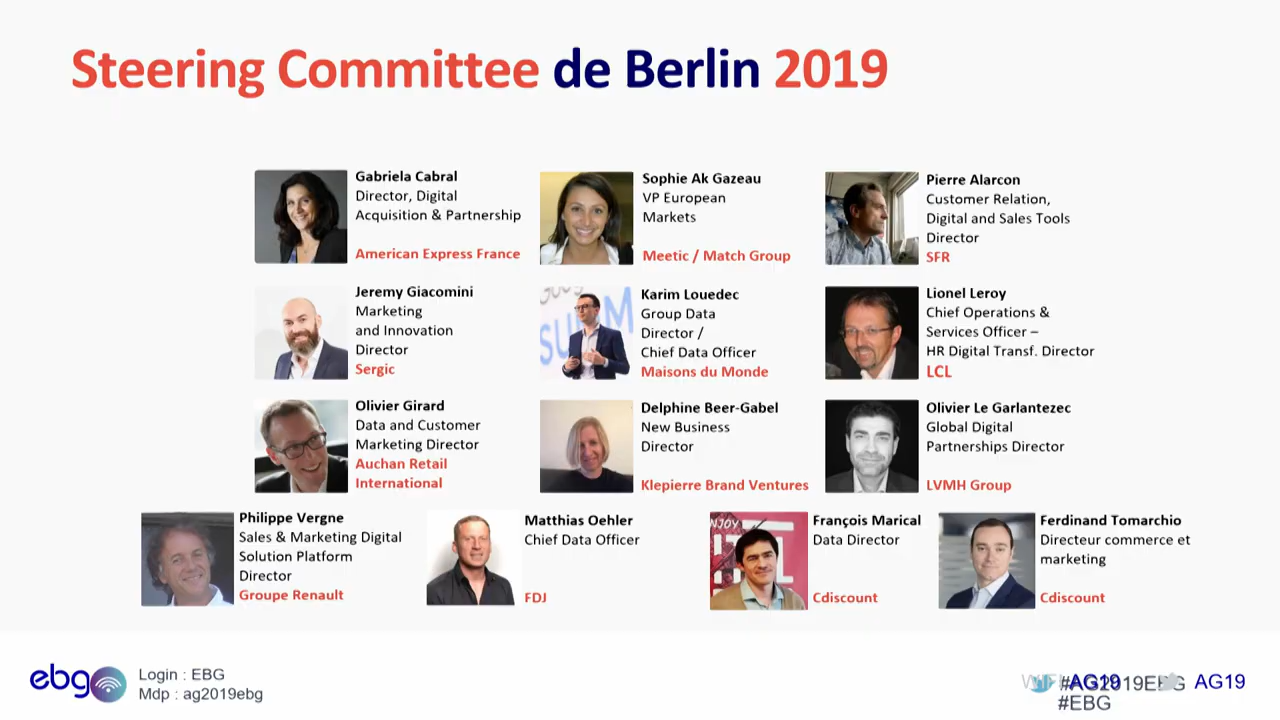 Steering Committee de Berlin 2019
Gabriela Cabral
Director, Digital
Acquisition & Partnership
American Express France
Sophie Ak Gazeau
VP European
Markets
Meetic / Match Group
Pierre Alarcon
Customer Relation,
Digital and Sales Tools
Director
SFR
Jeremy Giacomini
Marketing
and Innovation
Director
Sergic
Karim Louedec
Group Data
Director /
Chief Data Officer
Maisons du Monde
Lionel Leroy
Chief Operations &
Services Officer –
HR Digital Transf. Director
LCL
Olivier Girard
Data and Customer
Marketing Director
Auchan Retail
International
Delphine Beer-Gabel
New Business
Director
Klepierre Brand Ventures
Olivier Le Garlantezec
Global Digital
Partnerships Director
LVMH Group
Philippe Vergne
Sales & Marketing Digital
Solution Platform
Director
Groupe Renault
Matthias Oehler
Chief Data Officer
FDJ
NJOY
François Marical
Data Director
Cdiscount
Ferdinand Tomarchio
Directeur commerce et
marketing
Cdiscount
ebg
Login : EBG
Mdp : ag2019ebg
#AG2019EBG
#EBG
AG19
AG19